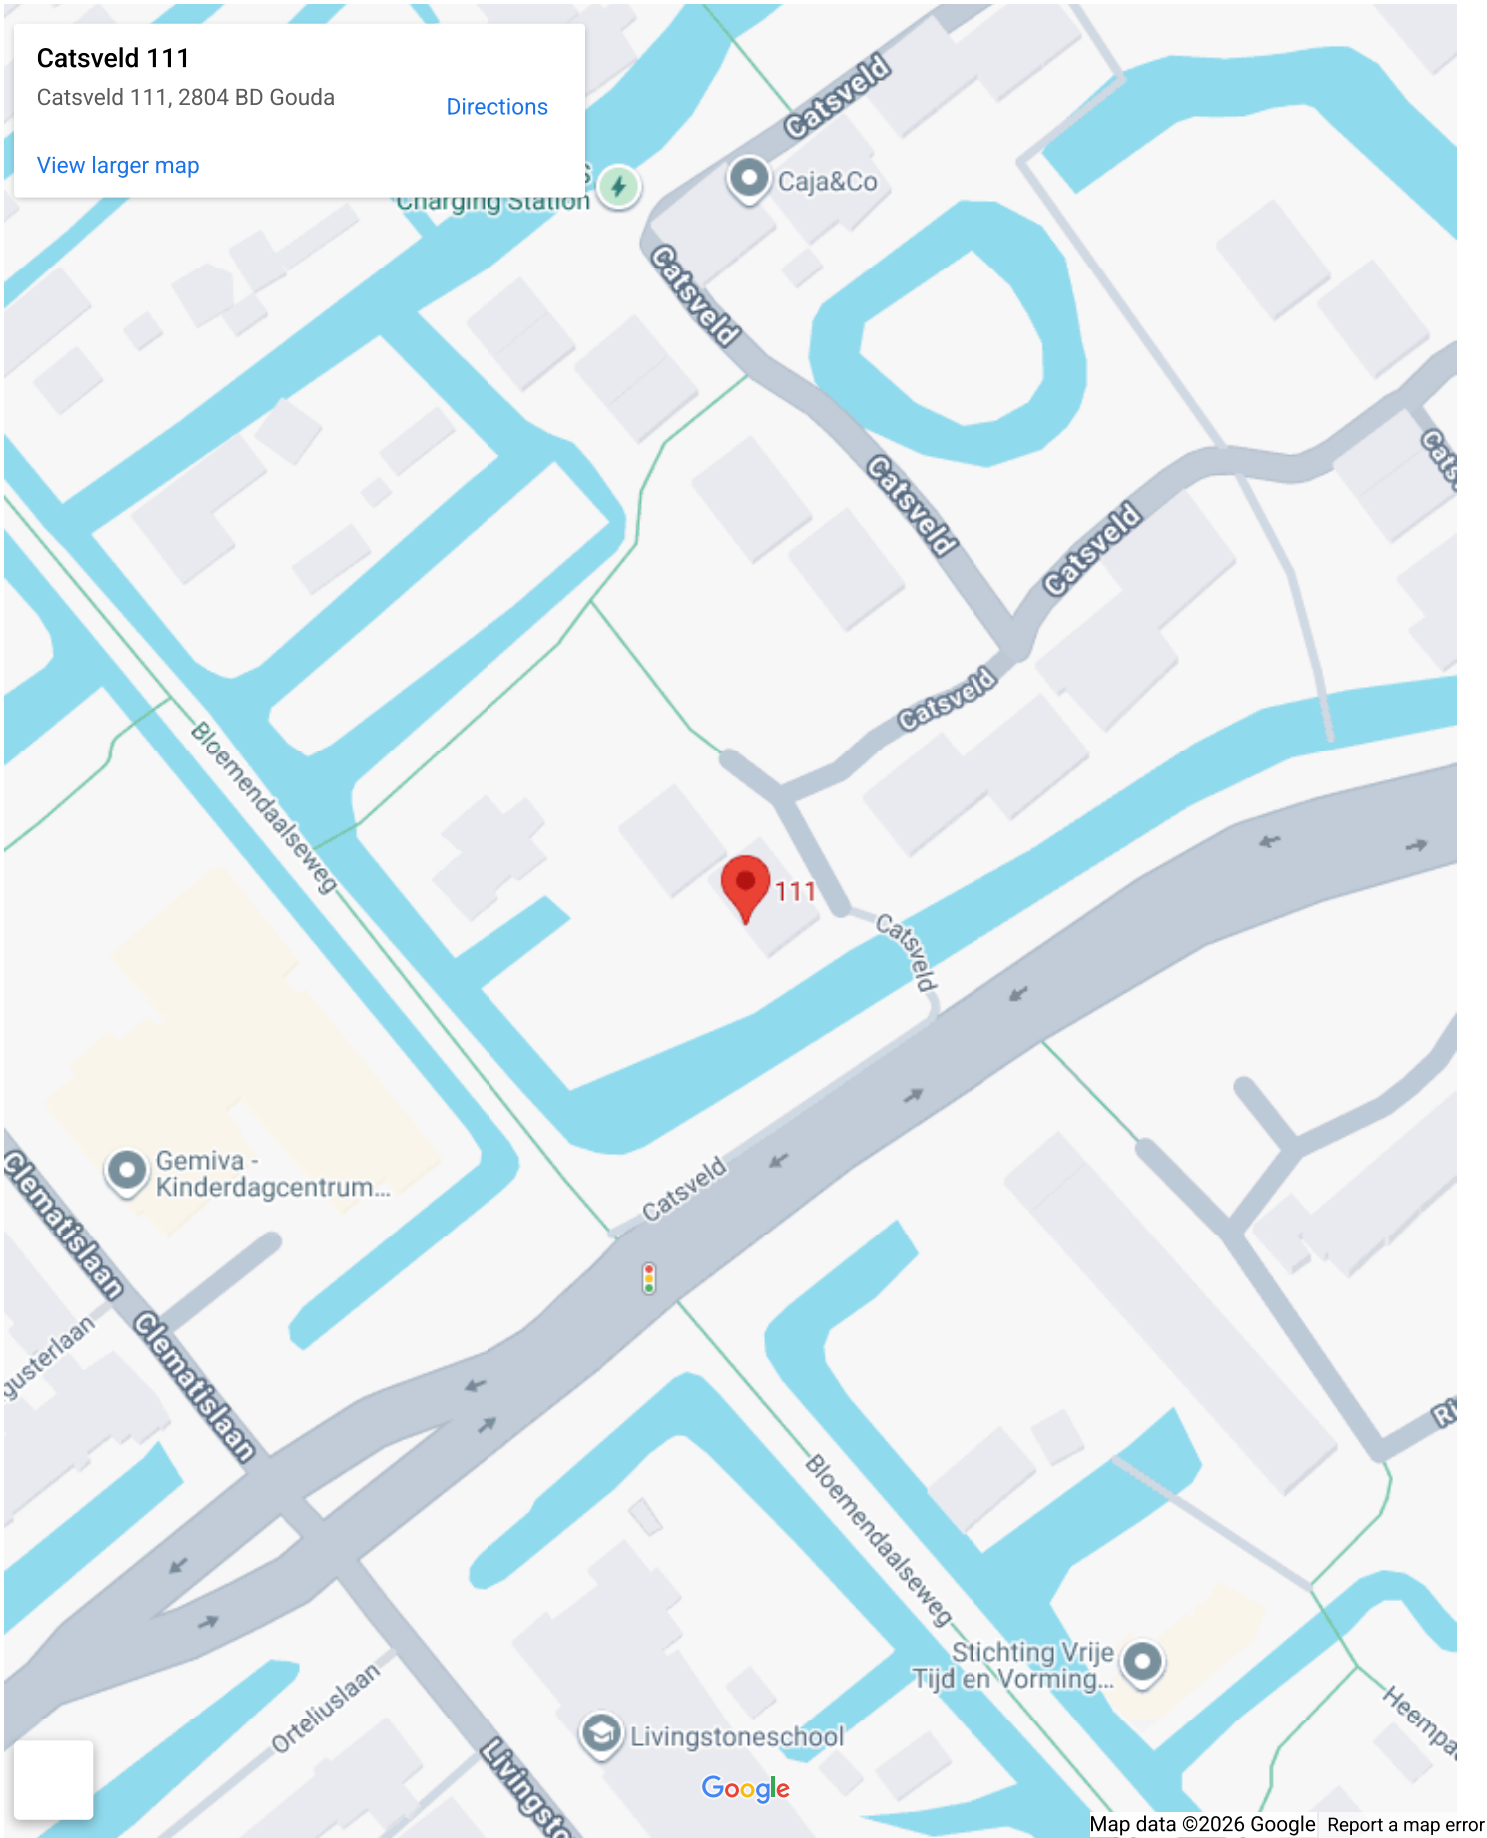 Catsveld 111
Catsveld 111, 2804 BD Gouda
Directions
View larger map
Charging Station
Catsveld
Caja&Co
Catsveld
Catsveld
Catsveld
Catsveld
Bloemendaalseweg
111
Catsveld
Gemiva -
Kinderdagcentrum...
Catsveld
Clematislaan
Clematislaan
Bloemendaalseweg
Stichting Vrije
Tijd en Vorming...
Orteliuslaan
Livingstoneschool
Google
Map data ©2026 Google
Report a map error